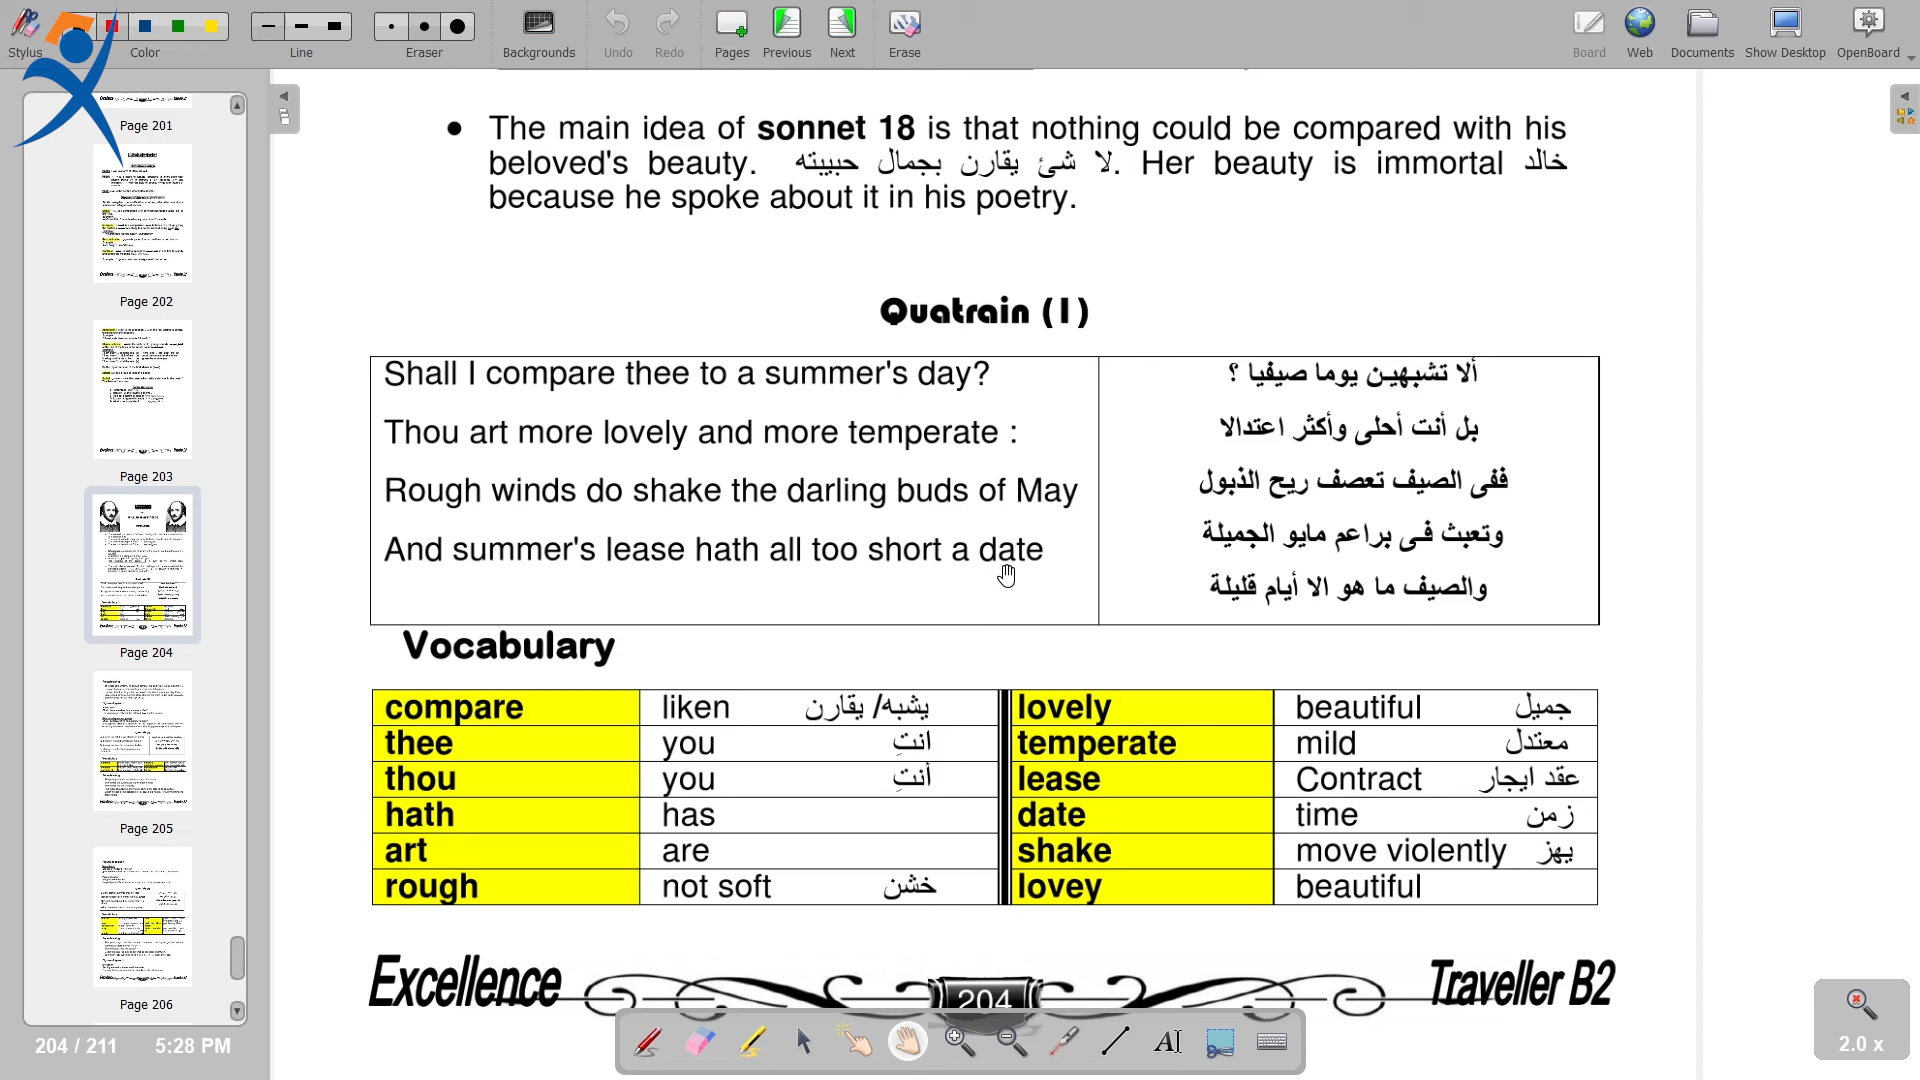 Stylus
Color
Line
Eraser
Backgrounds
Undo
Redo
Pages
Previous
Next
Erase
Board
Web
Documents
Show Desktop
OpenBoard
Page 201
Page 202
Page 203
Page 204
Page 205
Page 206
204 / 211
5:28 PM
● The main idea of sonnet 18 is that nothing could be compared with his
beloved's beauty. لا شئ يقارن بجمال حبيبيته. Her beauty is immortal خالد
because he spoke about it in his poetry.
Quatrain (1)
Shall I compare thee to a summer's day?
Thou art more lovely and more temperate :
Rough winds do shake the darling buds of May
And summer's lease hath all too short a date
ألا تشبهين يوما صيفيا ؟
بل أنت أحلى وأكثر اعتدالا
ففى الصيف تعصف ريح الذبول
وتعبث فى براعم مايو الجميلة
والصيف ما هو الا أيام قليلة
Vocabulary
compare liken يشبه/ يقارن lovely beautiful جميل
thee you انتِ temperate mild معتدل
thou you أنتِ lease Contract عقد ايجار
hath has date time زمن
art are shake move violently يهز
rough not soft خشن lovey beautiful
Excellence 204 Traveller B2
2.0 x